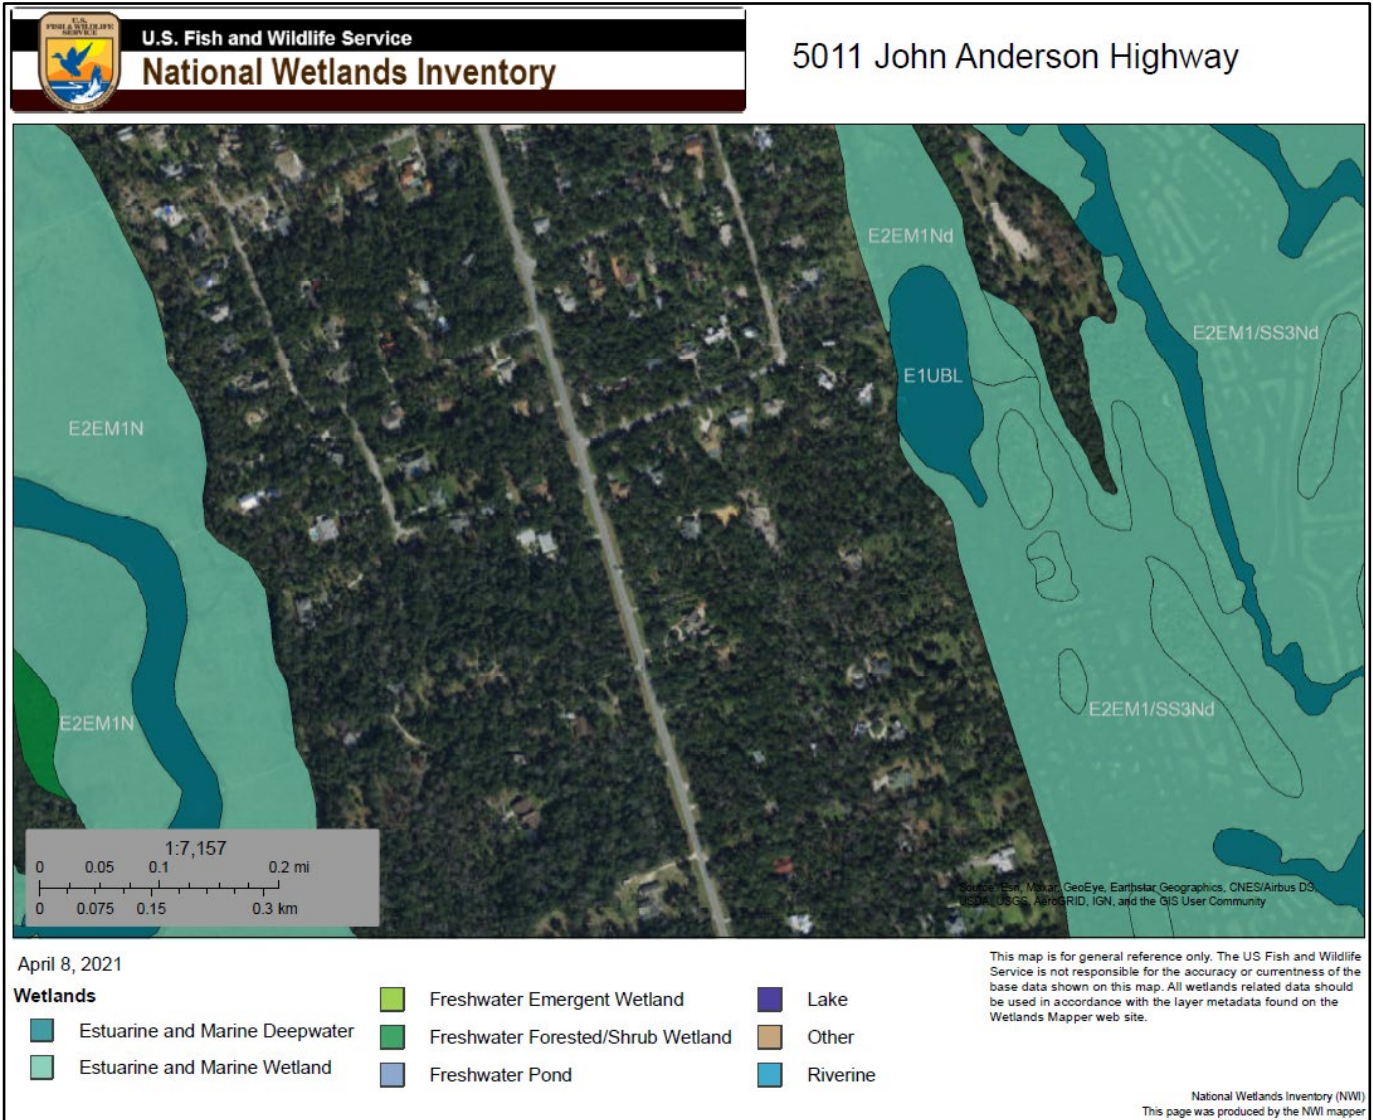 U.S.
FISH & WILDLIFE
SERVICE
U.S. Fish and Wildlife Service
National Wetlands Inventory
5011 John Anderson Highway
E2EM1Nd
E2EM1/SS3Nd
E1UBL
E2EM1N
E2EM1N
E2EM1/SS3Nd
1:7,157
0 0.05 0.1 0.2 mi
0 0.075 0.15 0.3 km
Source: Esri, Maxar, GeoEye, Earthstar Geographics, CNES/Airbus DS,
USDA, USGS, AeroGRID, IGN, and the GIS User Community
April 8, 2021
Wetlands
Estuarine and Marine Deepwater
Estuarine and Marine Wetland
Freshwater Emergent Wetland
Freshwater Forested/Shrub Wetland
Freshwater Pond
Lake
Other
Riverine
This map is for general reference only. The US Fish and Wildlife
Service is not responsible for the accuracy or currentness of the
base data shown on this map. All wetlands related data should
be used in accordance with the layer metadata found on the
Wetlands Mapper web site.
National Wetlands Inventory (NWI)
This page was produced by the NWI mapper